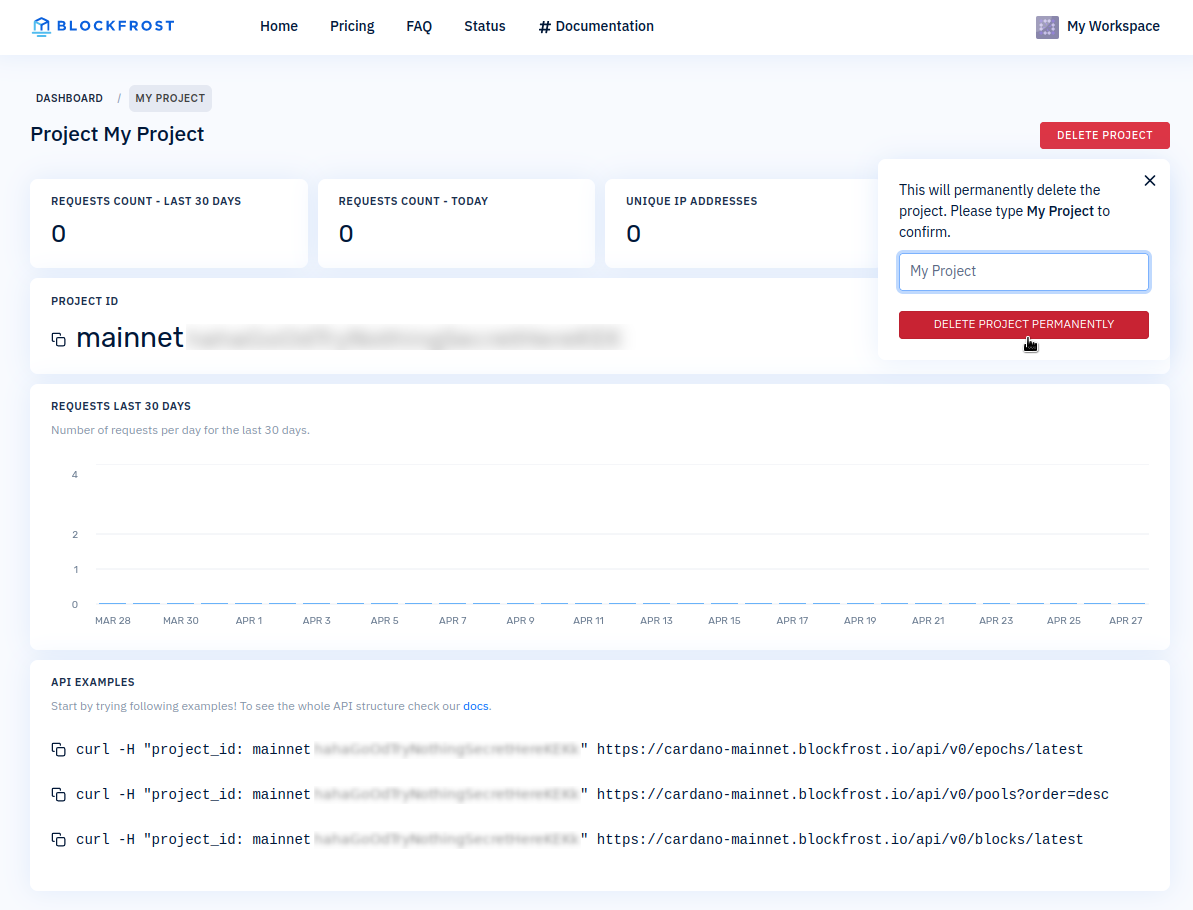 BLOCKFROST
Home Pricing FAQ Status # Documentation My Workspace
DASHBOARD / MY PROJECT
Project My Project
DELETE PROJECT
REQUESTS COUNT - LAST 30 DAYS
0
REQUESTS COUNT - TODAY
0
UNIQUE IP ADDRESSES
0
This will permanently delete the
project. Please type My Project to
confirm.
My Project
DELETE PROJECT PERMANENTLY
PROJECT ID
mainnet
REQUESTS LAST 30 DAYS
Number of requests per day for the last 30 days.
4
2
1
0
MAR 28 MAR 30 APR 1 APR 3 APR 5 APR 7 APR 9 APR 11 APR 13 APR 15 APR 17 APR 19 APR 21 APR 23 APR 25 APR 27
API EXAMPLES
Start by trying following examples! To see the whole API structure check our docs.
curl -H "project_id: mainnet " https://cardano-mainnet.blockfrost.io/api/v0/epochs/latest
curl -H "project_id: mainnet " https://cardano-mainnet.blockfrost.io/api/v0/pools?order=desc
curl -H "project_id: mainnet " https://cardano-mainnet.blockfrost.io/api/v0/blocks/latest